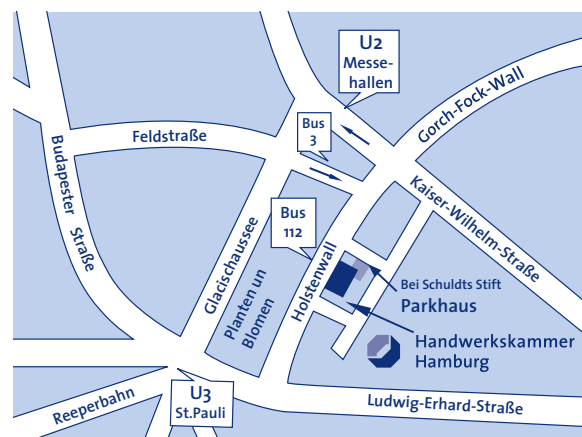 U2
Messe-
hallen
Gorch-Fock-Wall
Bus
3
Feldstraße
Budapester Straße
Kaiser-Wilhelm-Straße
Bus
112
Glacischaussee
Planten un
Blomen
Holstenwall
Bei Schuldts Stift
Parkhaus
Handwerkskammer
Hamburg
U3
St.Pauli
Reeperbahn
Ludwig-Erhard-Straße